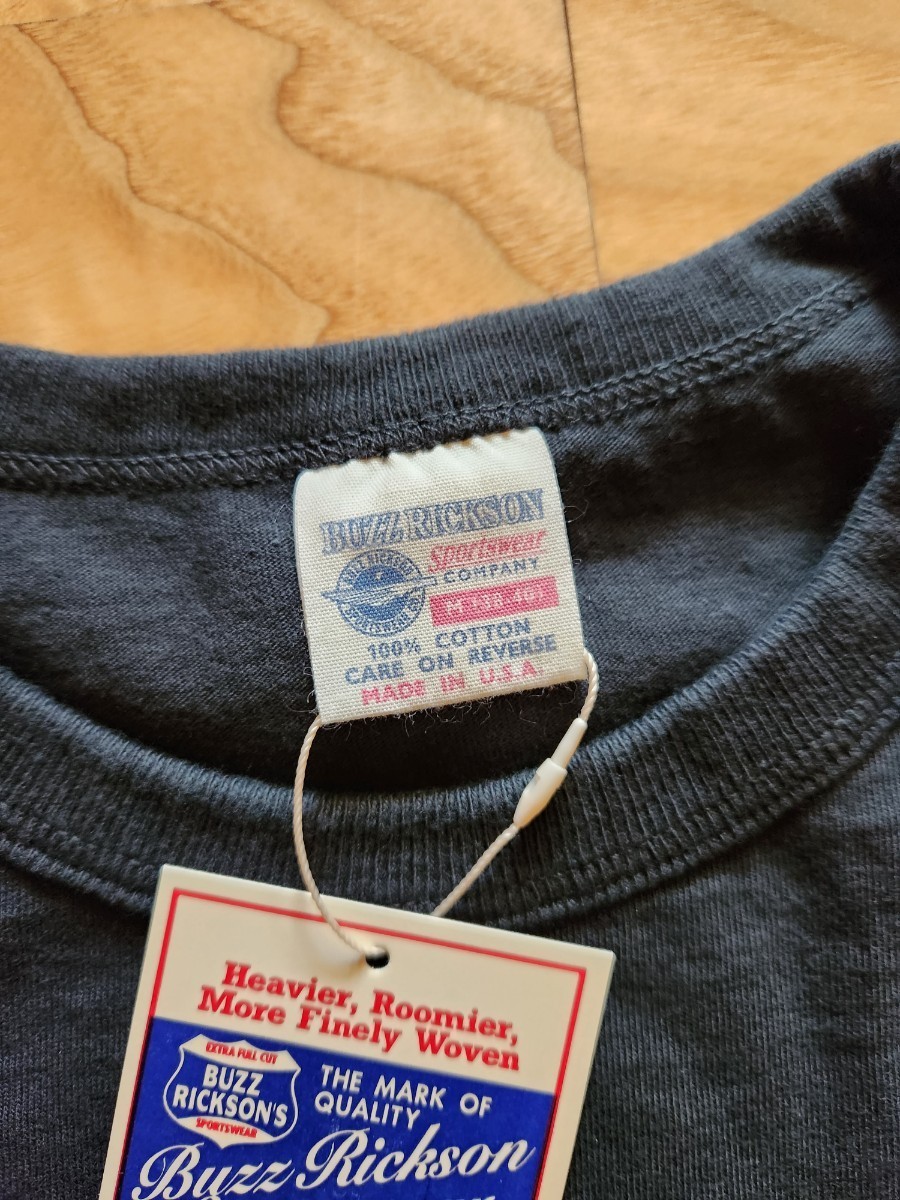 BUZZ RICKSON
Sportswear
COMPANY
100% COTTON
CARE ON REVERSE
MADE IN U.S.A.
Heavier, Roomier,
More Finely Woven
EXTRA FULL CUT
BUZZ
RICKSON'S
SPORTSWEAR
THE MARK OF
QUALITY
Buzz Rickson